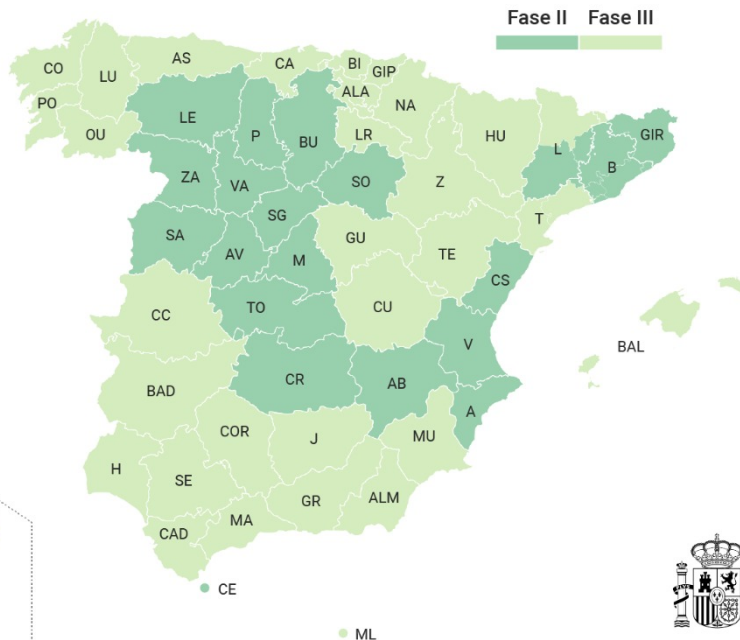 Fase II Fase III
CO
LU
AS
CA
BI
GIP
ALA
NA
PO
OU
LE
P
BU
LR
HU
L
GIR
B
ZA
VA
SO
Z
SG
T
SA
AV
M
GU
TE
CS
CC
TO
CU
V
BAL
BAD
CR
AB
A
COR
J
MU
H
SE
GR
ALM
CAD
MA
CE
ML